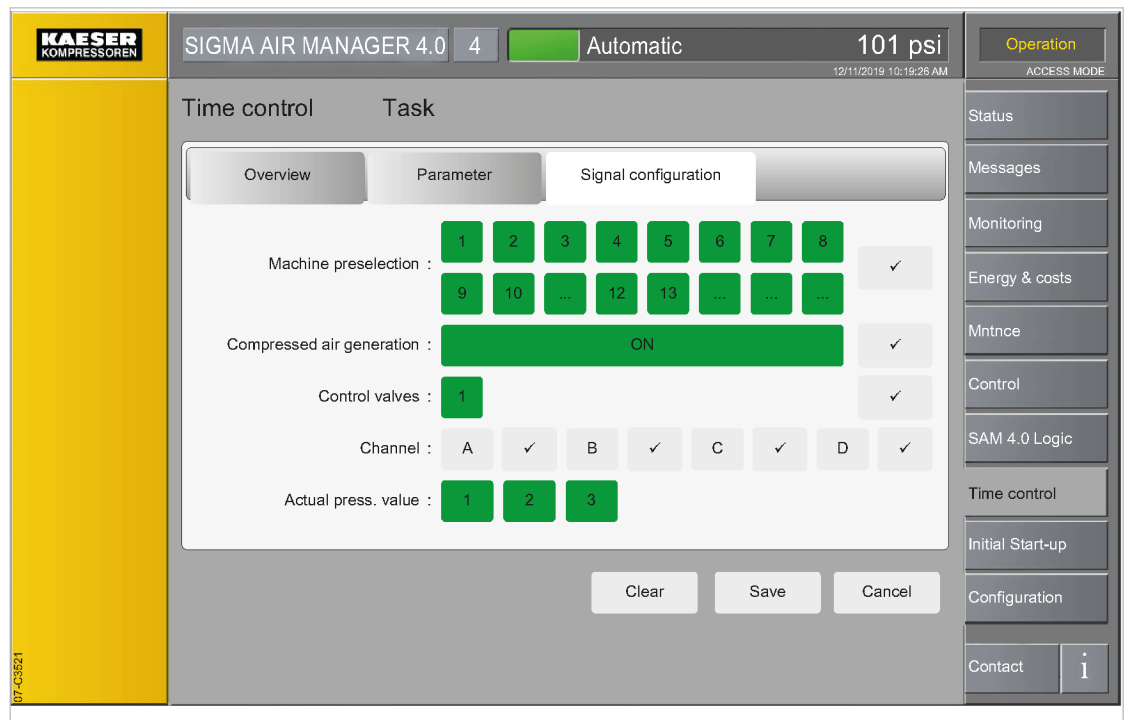 KAESER
KOMPRESSOREN
SIGMA AIR MANAGER 4.0 4 Automatic 101 psi
12/11/2019 10:19:26 AM
Operation
ACCESS MODE
Time control Task
Overview Parameter Signal configuration
Machine preselection : 1 2 3 4 5 6 7 8 ✓
9 10 ... 12 13 ... ... ...
Compressed air generation : ON ✓
Control valves : 1 ✓
Channel : A ✓ B ✓ C ✓ D ✓
Actual press. value : 1 2 3
Clear Save Cancel
Status
Messages
Monitoring
Energy & costs
Mntnce
Control
SAM 4.0 Logic
Time control
Initial Start-up
Configuration
Contact i
07-C3521